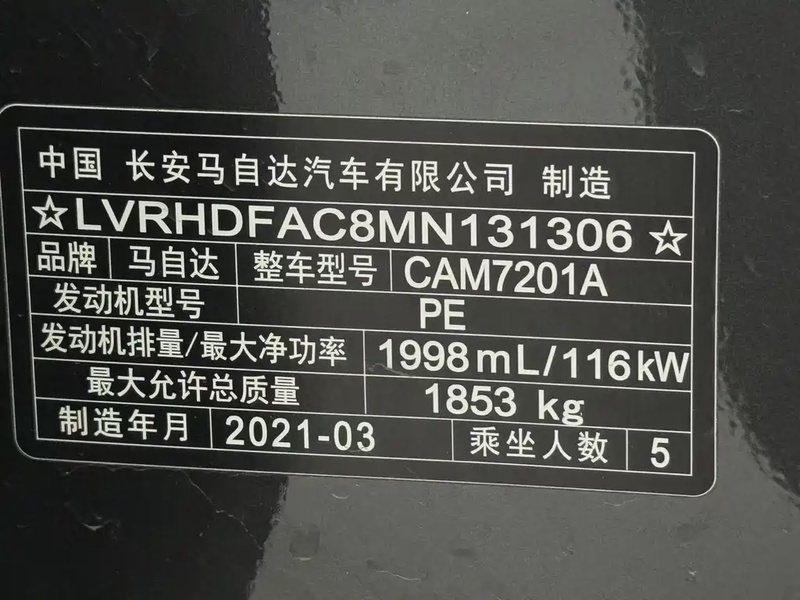 中国 长安马自达汽车有限公司 制造
☆LVRHDFAC8MN131306☆
品牌 马自达 整车型号 CAM7201A
发动机型号 PE
发动机排量/最大净功率 1998mL/116kW
最大允许总质量 1853 kg
制造年月 2021-03 乘坐人数 5